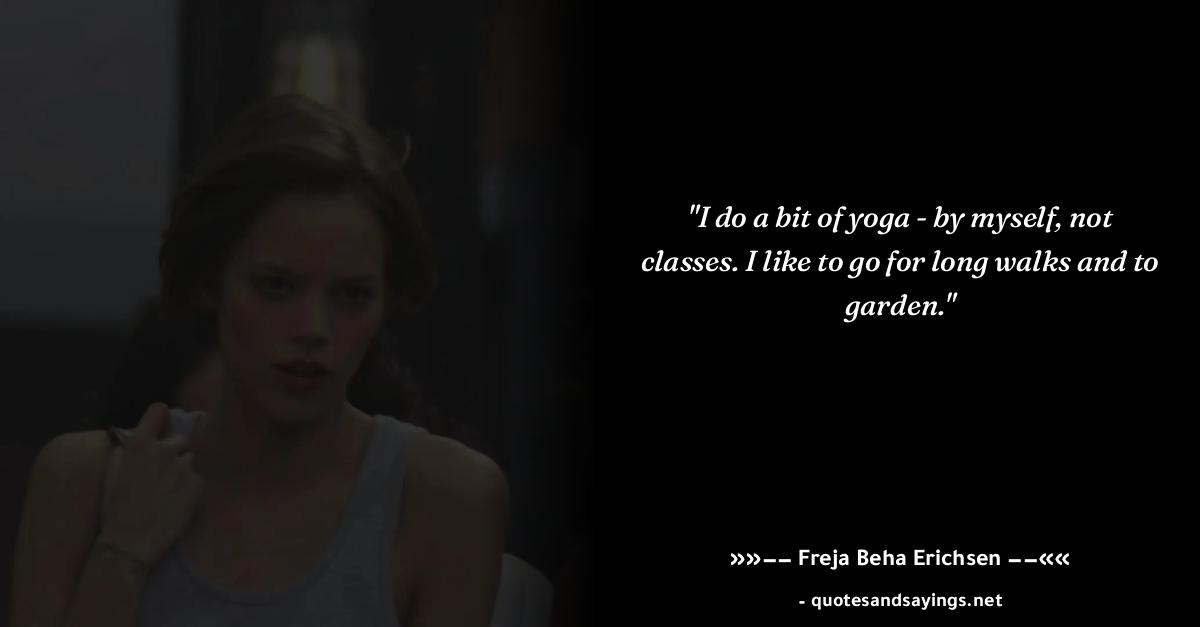 "I do a bit of yoga - by myself, not
classes. I like to go for long walks and to
garden."
»»–– Freja Beha Erichsen ––««
- quotesandsayings.net